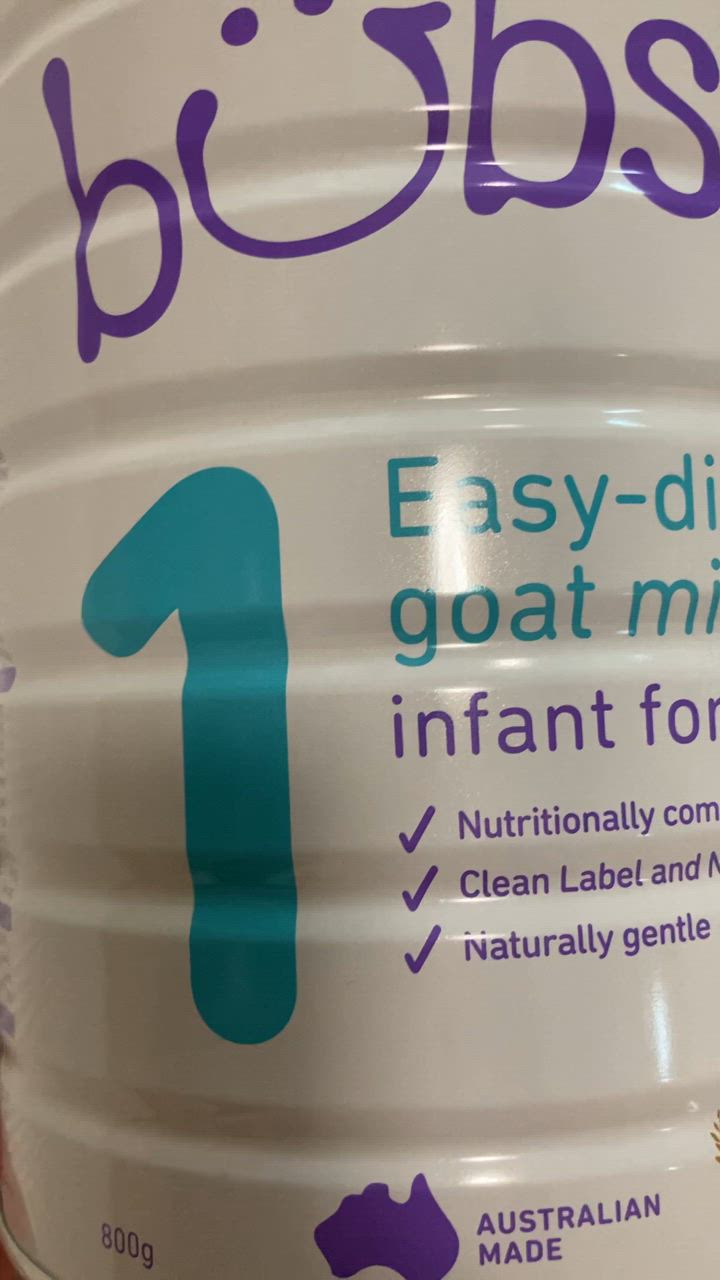 bubs
1
Easy-di
goat mi
infant for
Nutritionally com
Clean Label and N
Naturally gentle
800g
AUSTRALIAN
MADE